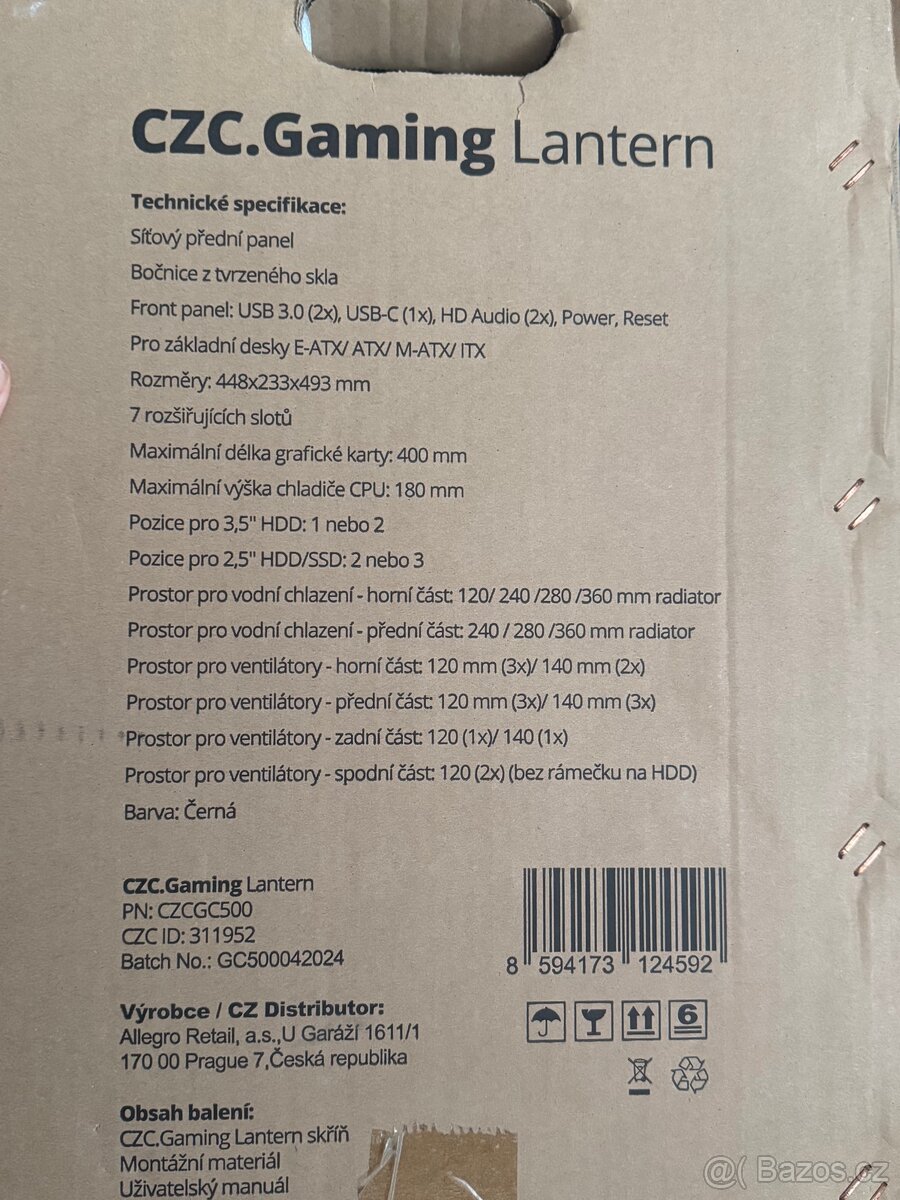 CZC.Gaming Lantern
Technické specifikace:
Síťový přední panel
Bočnice z tvrzeného skla
Front panel: USB 3.0 (2x), USB-C (1x), HD Audio (2x), Power, Reset
Pro základní desky E-ATX/ ATX/ M-ATX/ ITX
Rozměry: 448x233x493 mm
7 rozšiřujících slotů
Maximální délka grafické karty: 400 mm
Maximální výška chladiče CPU: 180 mm
Pozice pro 3,5" HDD: 1 nebo 2
Pozice pro 2,5" HDD/SSD: 2 nebo 3
Prostor pro vodní chlazení - horní část: 120/ 240 /280 /360 mm radiator
Prostor pro vodní chlazení - přední část: 240 / 280 /360 mm radiator
Prostor pro ventilátory - horní část: 120 mm (3x)/ 140 mm (2x)
Prostor pro ventilátory - přední část: 120 mm (3x)/ 140 mm (3x)
Prostor pro ventilátory - zadní část: 120 (1x)/ 140 (1x)
Prostor pro ventilátory - spodní část: 120 (2x) (bez rámečku na HDD)
Barva: Černá
CZC.Gaming Lantern
PN: CZCGC500
CZC ID: 311952
Batch No.: GC500042024
8 594173 124592
Výrobce / CZ Distributor:
Allegro Retail, a.s.,U Garáží 1611/1
170 00 Prague 7,Česká republika
6
Obsah balení:
CZC.Gaming Lantern skříň
Montážní materiál
Uživatelský manuál
@( Bazos.cz